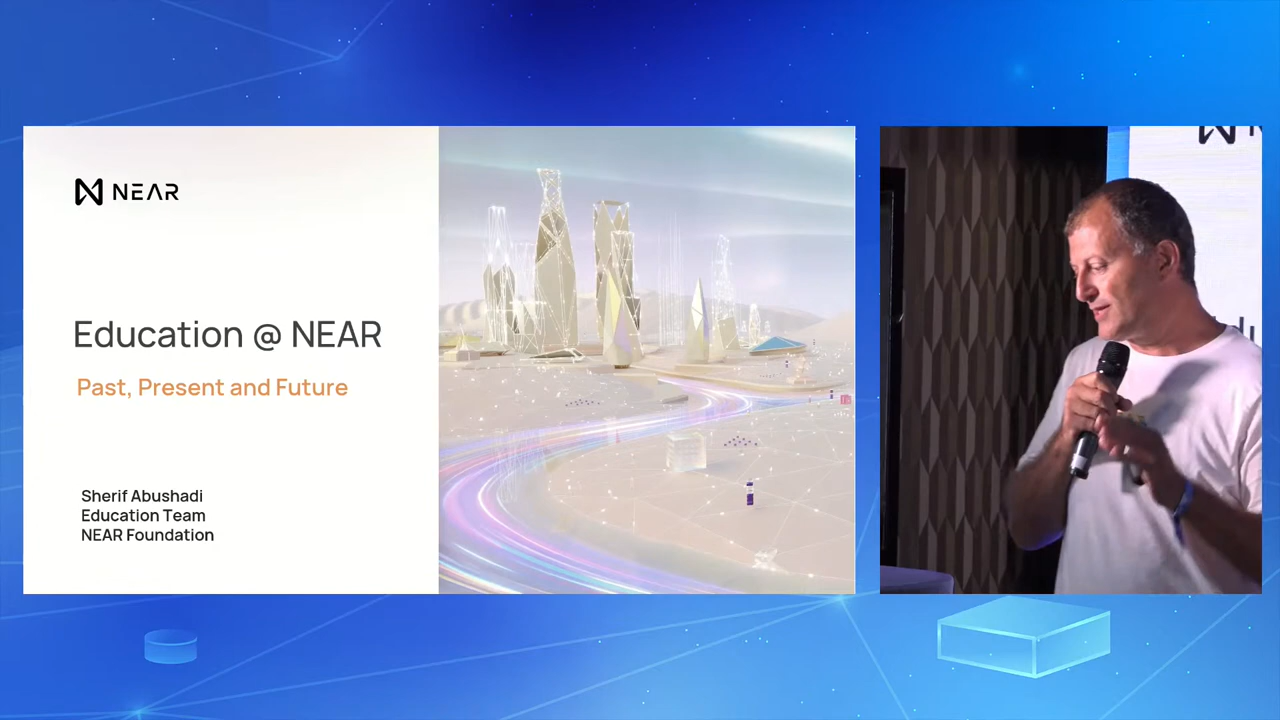 NEAR
Education @ NEAR
Past, Present and Future
Sherif Abushadi
Education Team
NEAR Foundation